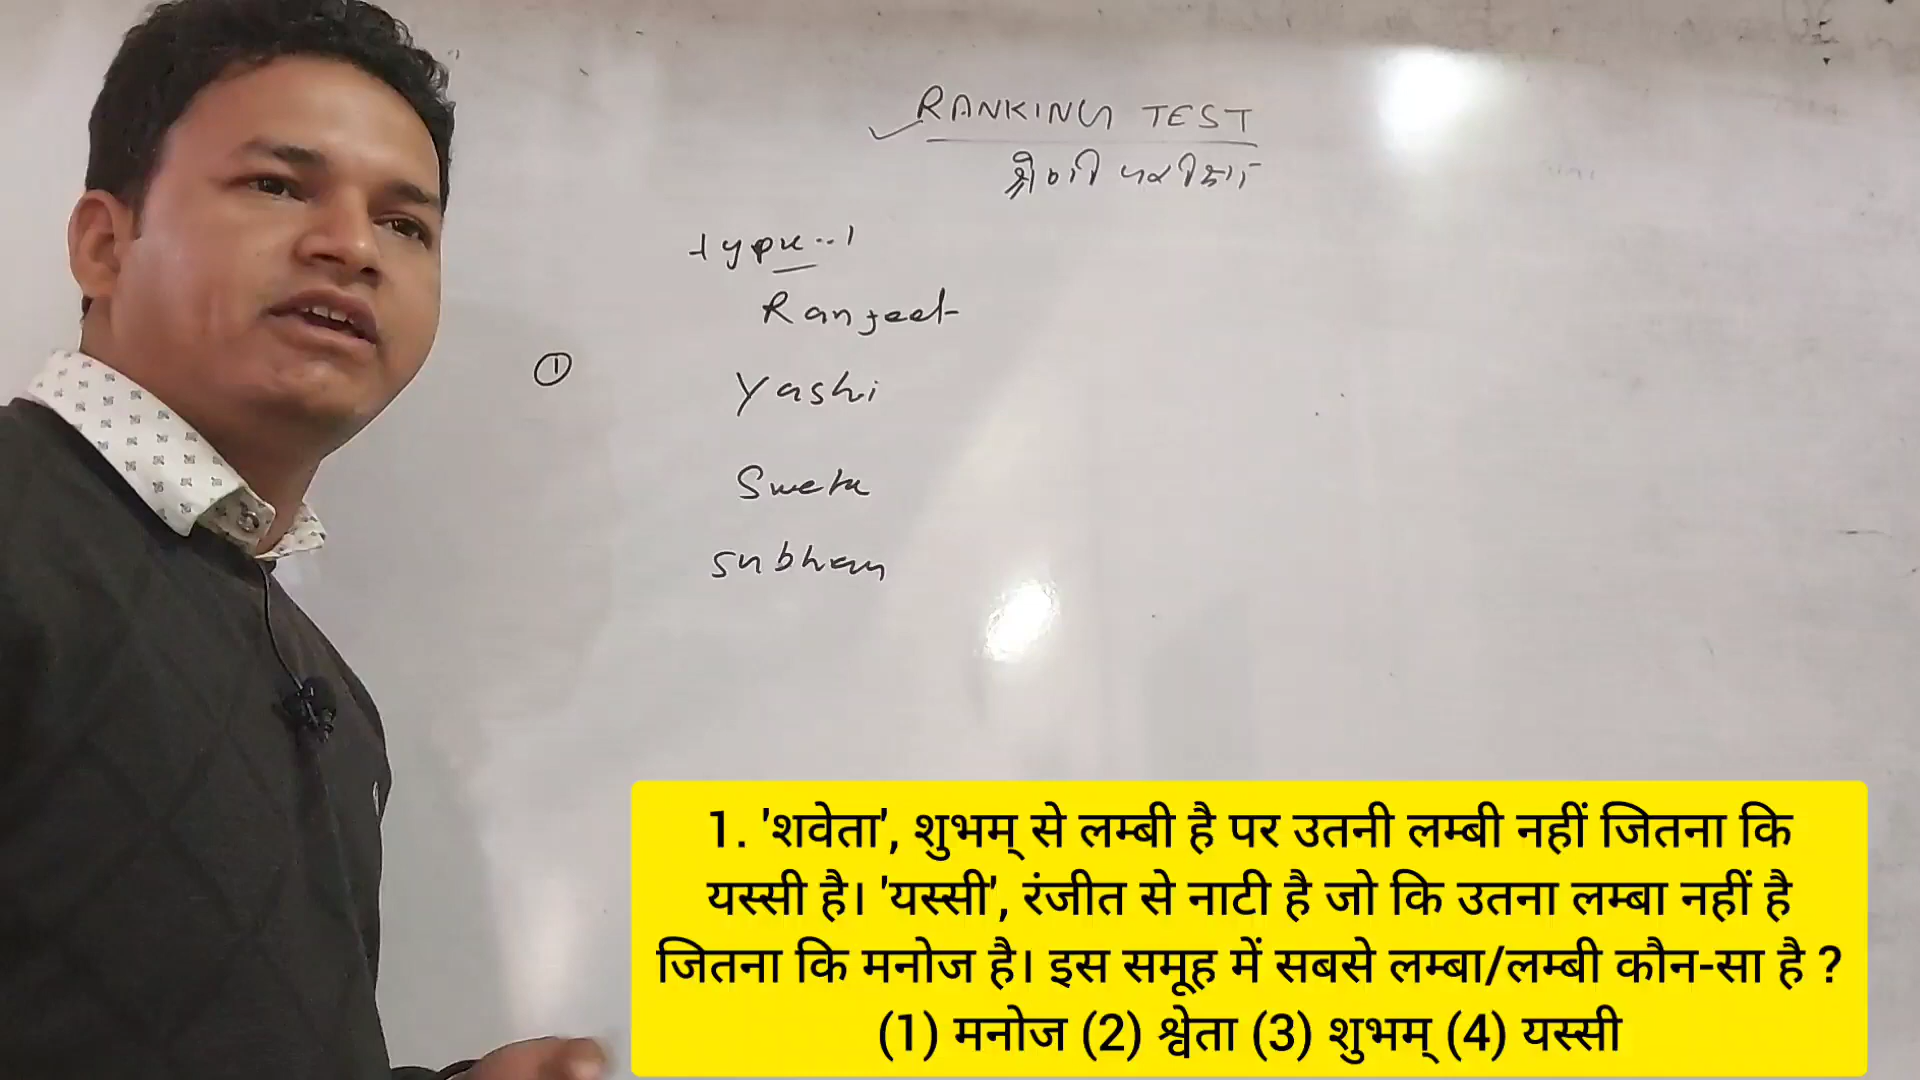 RANKING TEST
श्रेणी परीक्षा
type..1
Ranjeet
①
Yashi
Sweta
Subham
1. 'शवेता', शुभम् से लम्बी है पर उतनी लम्बी नहीं जितना कि
यस्सी है। 'यस्सी', रंजीत से नाटी है जो कि उतना लम्बा नहीं है
जितना कि मनोज है। इस समूह में सबसे लम्बा/लम्बी कौन-सा है ?
(1) मनोज (2) श्वेता (3) शुभम् (4) यस्सी